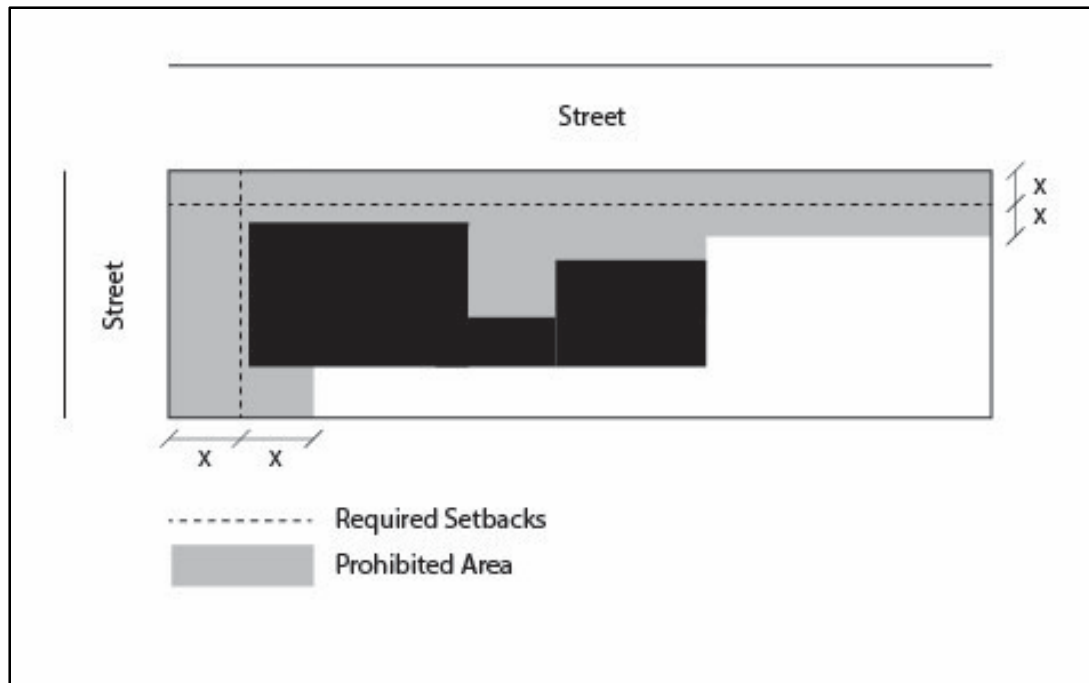 Street
X
X
Street
X X
Required Setbacks
Prohibited Area